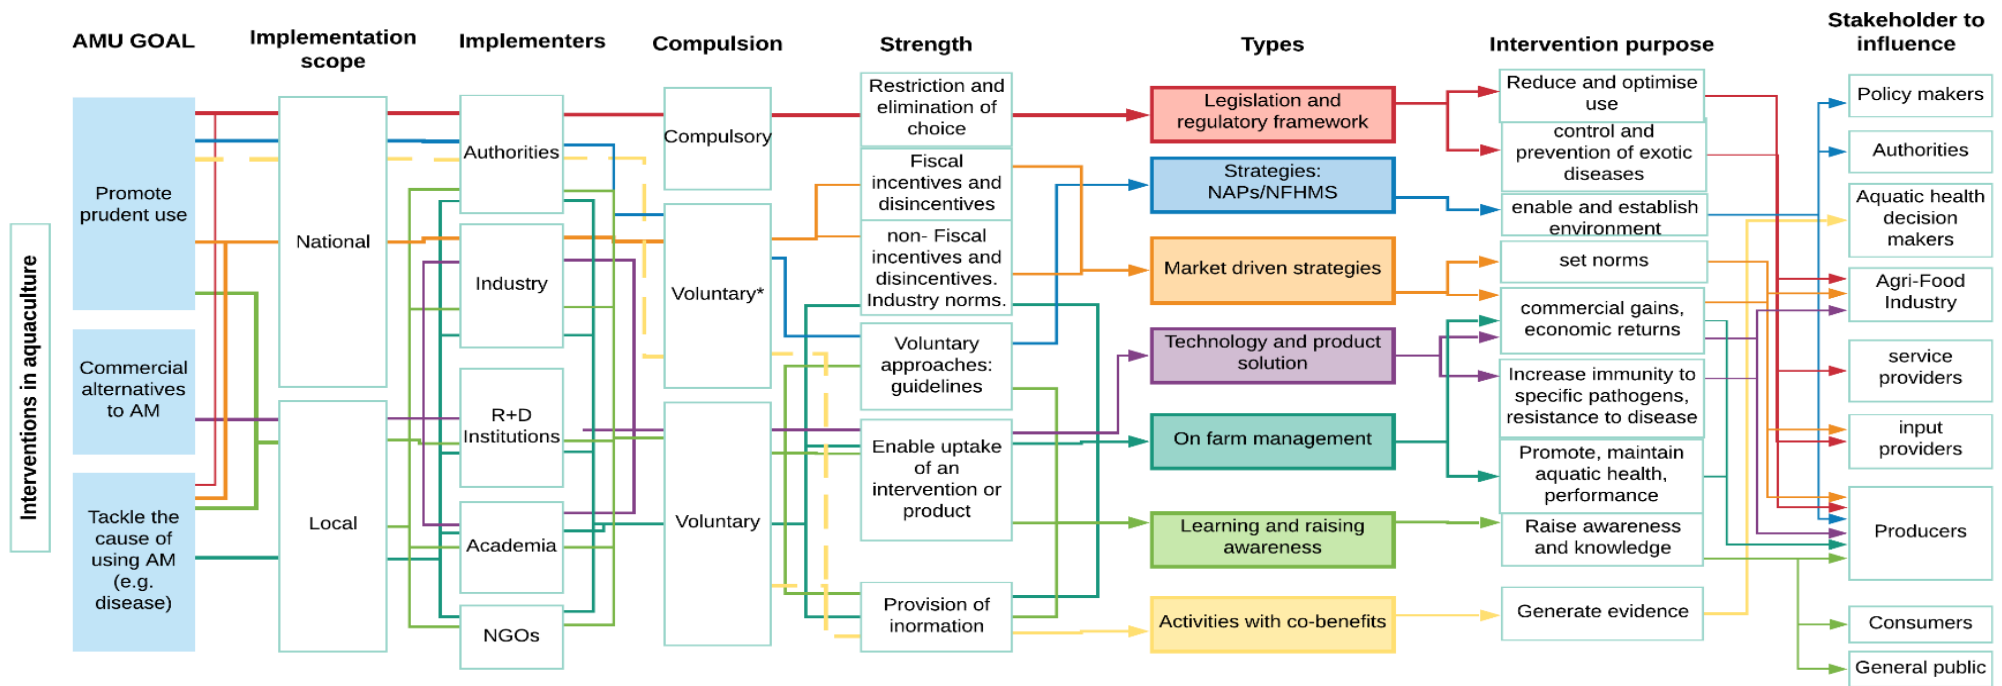 AMU GOAL
Implementation
scope
Implementers
Compulsion
Strength
Types
Intervention purpose
Stakeholder to
influence
Interventions in aquaculture
Promote
prudent use
Commercial
alternatives
to AM
Tackle the
cause of
using AM
(e.g.
disease)
National
Local
Authorities
Industry
R+D
Institutions
Academia
NGOs
Compulsory
Voluntary*
Voluntary
Restriction and
elimination of
choice
Fiscal
incentives and
disincentives
non- Fiscal
incentives and
disincentives.
Industry norms.
Voluntary
approaches:
guidelines
Enable uptake
of an
intervention or
product
Provision of
inormation
Legislation and
regulatory framework
Strategies:
NAPs/NFHMS
Market driven strategies
Technology and product
solution
On farm management
Learning and raising
awareness
Activities with co-benefits
Reduce and optimise
use
control and
prevention of exotic
diseases
enable and establish
environment
set norms
commercial gains,
economic returns
Increase immunity to
specific pathogens,
resistance to disease
Promote, maintain
aquatic health,
performance
Raise awareness
and knowledge
Generate evidence
Policy makers
Authorities
Aquatic health
decision
makers
Agri-Food
Industry
service
providers
input
providers
Producers
Consumers
General public